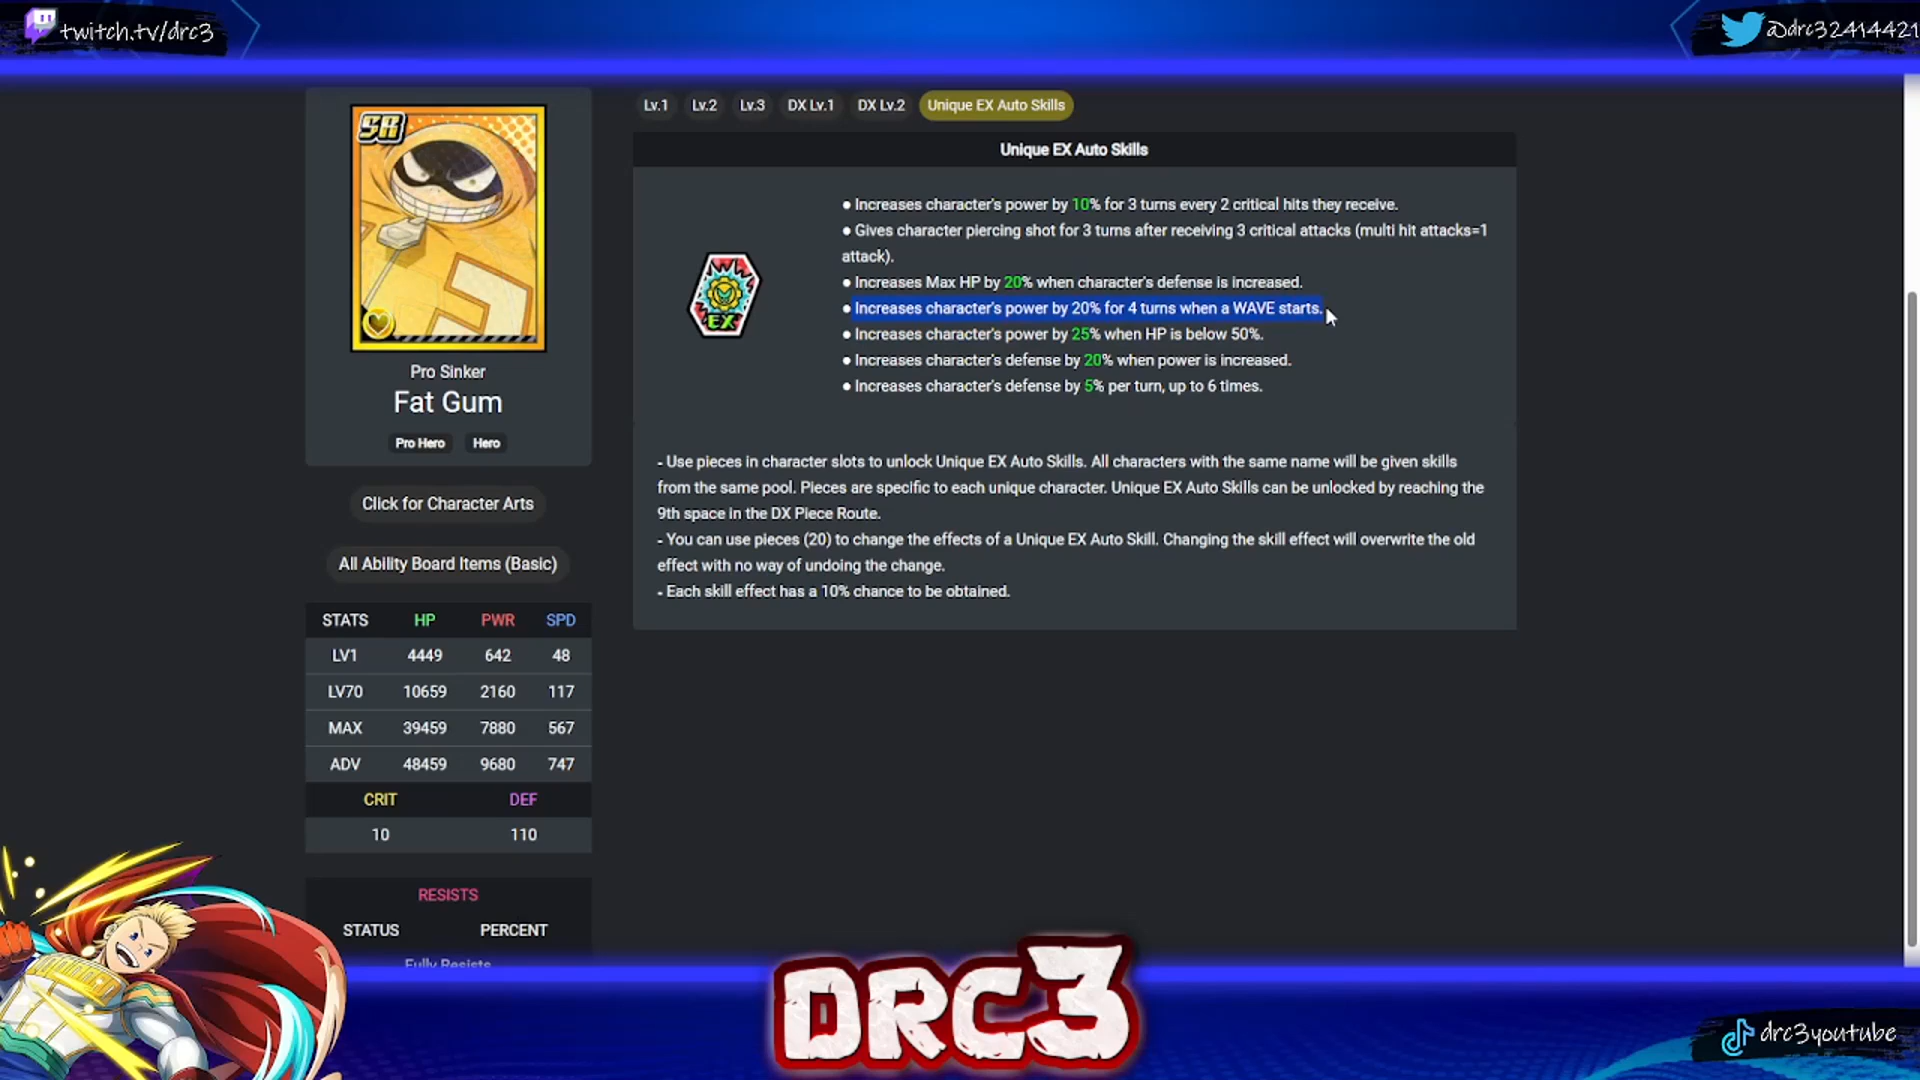 twitch.tv/drc3
@drc32414421
Lv.1 Lv.2 Lv.3 DX Lv.1 DX Lv.2 Unique EX Auto Skills
Unique EX Auto Skills
SR
EX
● Increases character's power by 10% for 3 turns every 2 critical hits they receive.
● Gives character piercing shot for 3 turns after receiving 3 critical attacks (multi hit attacks=1
attack).
● Increases Max HP by 20% when character's defense is increased.
● Increases character's power by 20% for 4 turns when a WAVE starts.
● Increases character's power by 25% when HP is below 50%.
● Increases character's defense by 20% when power is increased.
● Increases character's defense by 5% per turn, up to 6 times.
Pro Sinker
Fat Gum
Pro Hero Hero
- Use pieces in character slots to unlock Unique EX Auto Skills. All characters with the same name will be given skills
from the same pool. Pieces are specific to each unique character. Unique EX Auto Skills can be unlocked by reaching the
9th space in the DX Piece Route.
- You can use pieces (20) to change the effects of a Unique EX Auto Skill. Changing the skill effect will overwrite the old
effect with no way of undoing the change.
- Each skill effect has a 10% chance to be obtained.
Click for Character Arts
All Ability Board Items (Basic)
STATS HP PWR SPD
LV1 4449 642 48
LV70 10659 2160 117
MAX 39459 7880 567
ADV 48459 9680 747
CRIT DEF
10 110
RESISTS
STATUS PERCENT
Fully Resists
DRC3
drc3youtube